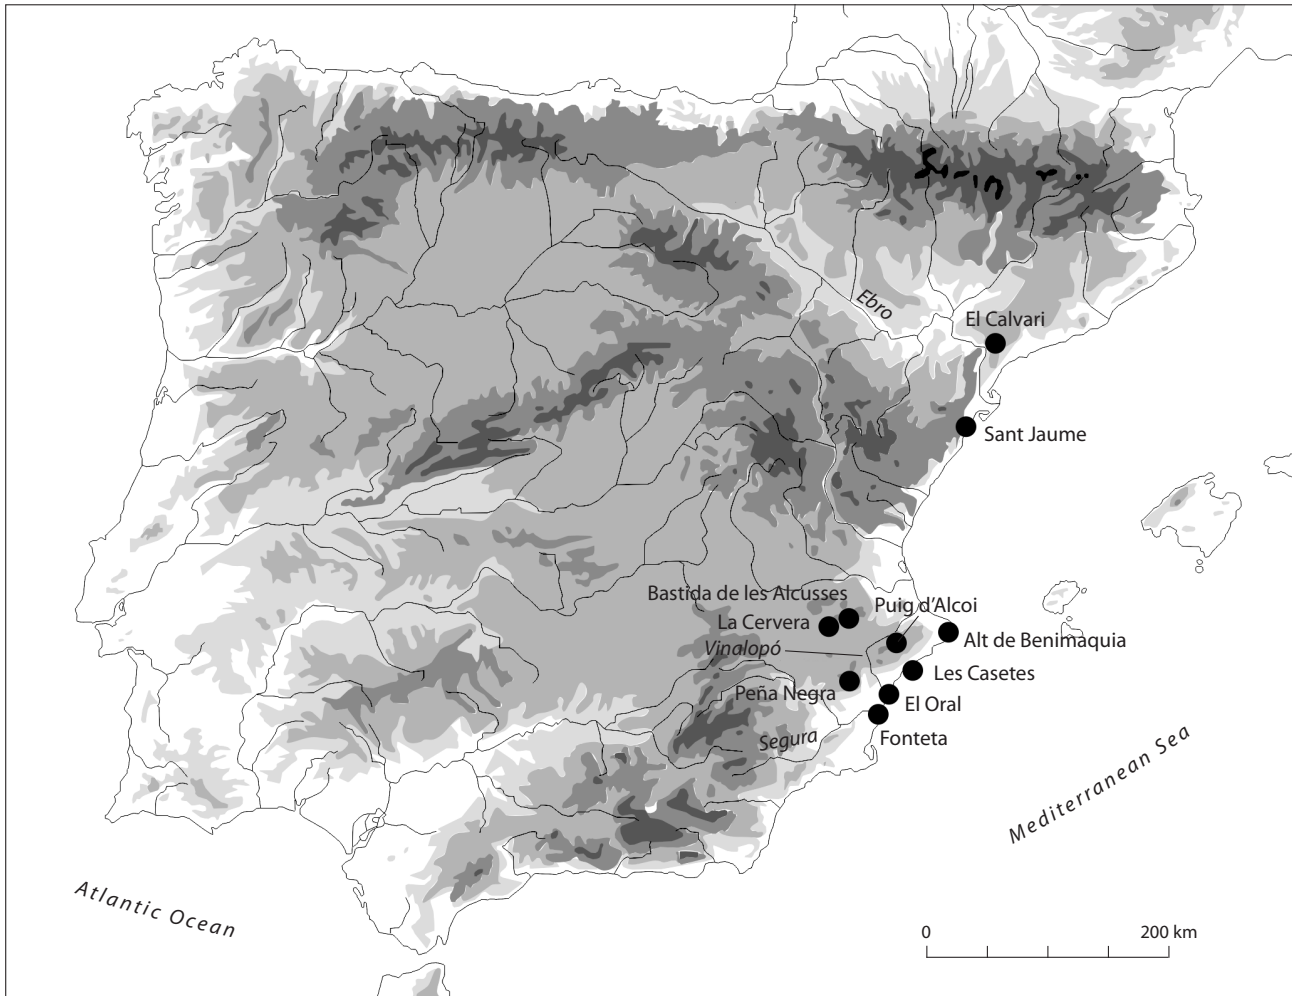 Ebro
El Calvari
Sant Jaume
Bastida de les Alcusses
Puig d'Alcoi
La Cervera
Alt de Benimaquia
Vinalopó
Les Casetes
Peña Negra
El Oral
Segura
Fonteta
Mediterranean Sea
Atlantic Ocean
0
200 km